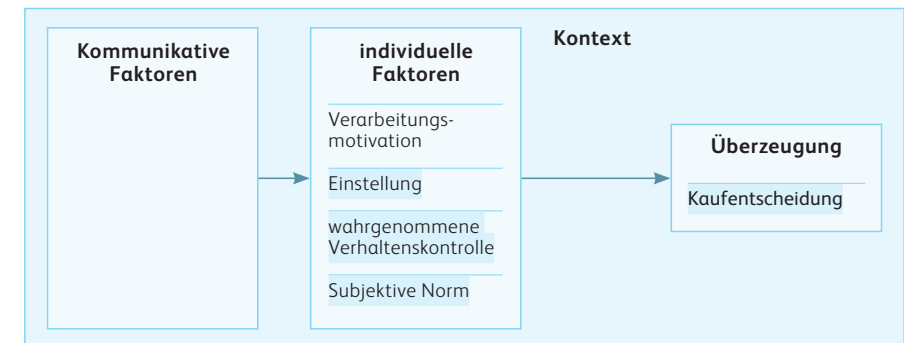 Kommunikative
Faktoren
individuelle
Faktoren
Verarbeitungs-
motivation
Einstellung
wahrgenommene
Verhaltenskontrolle
Subjektive Norm
Kontext
Überzeugung
Kaufentscheidung